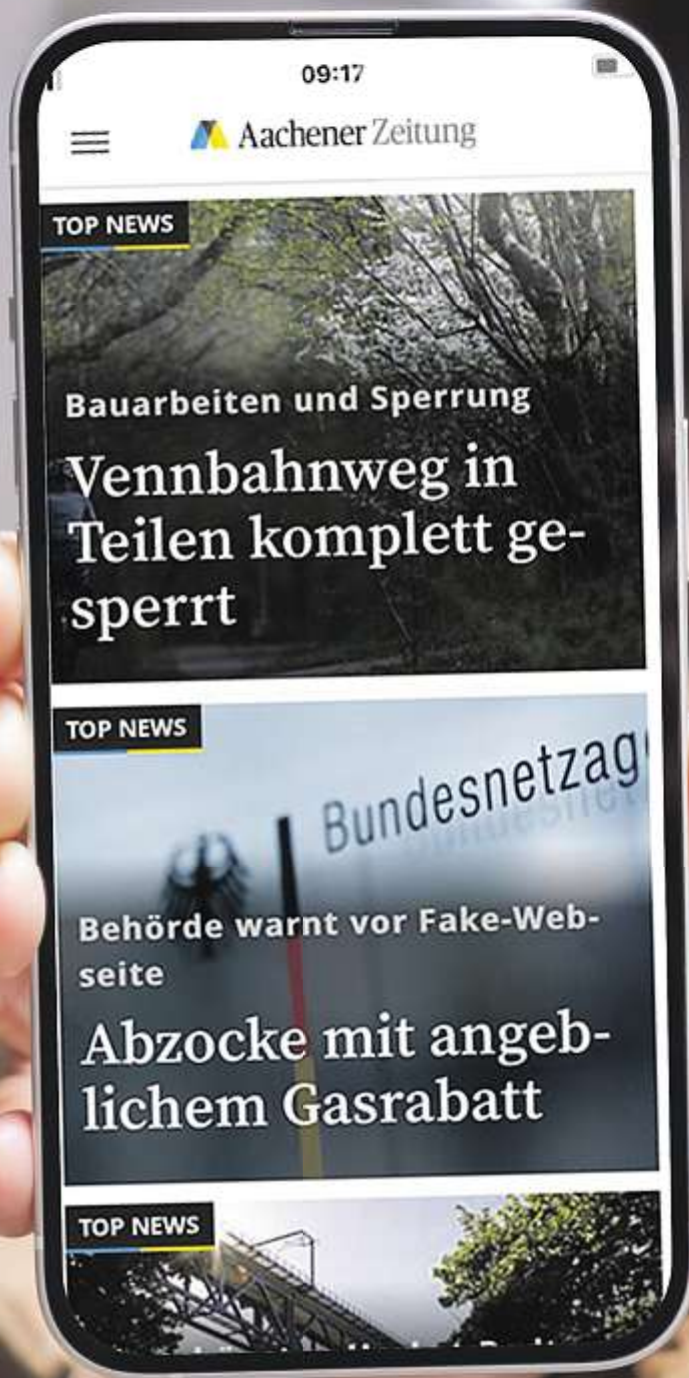 09:17
Aachener Zeitung
TOP NEWS
Bauarbeiten und Sperrung
Vennbahnweg in
Teilen komplett ge-
sperrt
TOP NEWS
Bundesnetzag
Behörde warnt vor Fake-Web-
seite
Abzocke mit angeb-
lichem Gasrabatt
TOP NEWS